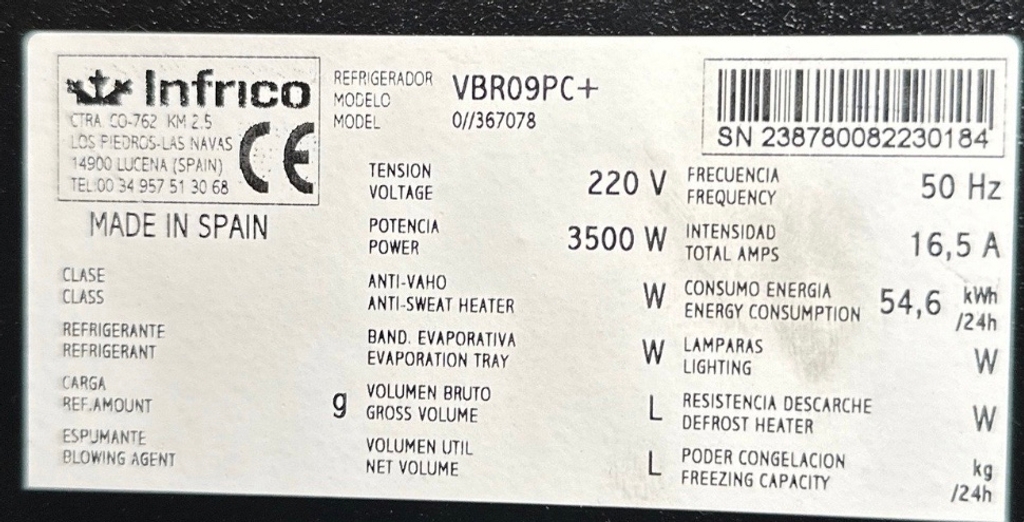 Infrico
CTRA. CO-762 KM 2.5
LOS PIEDROS-LAS NAVAS
14900 LUCENA (SPAIN)
TEL:00 34 957 51 30 68
CE
MADE IN SPAIN
REFRIGERADOR
MODELO
MODEL
VBR09PC+
0//367078
SN 238780082230184
TENSION
VOLTAGE
220 V
FRECUENCIA
FREQUENCY
50 Hz
POTENCIA
POWER
3500 W
INTENSIDAD
TOTAL AMPS
16,5 A
CLASE
CLASS
ANTI-VAHO
ANTI-SWEAT HEATER
W
CONSUMO ENERGIA
ENERGY CONSUMPTION
54,6 kWh
/24h
REFRIGERANTE
REFRIGERANT
BAND. EVAPORATIVA
EVAPORATION TRAY
W
LAMPARAS
LIGHTING
W
CARGA
REF.AMOUNT
g
VOLUMEN BRUTO
GROSS VOLUME
L
RESISTENCIA DESCARCHE
DEFROST HEATER
W
ESPUMANTE
BLOWING AGENT
VOLUMEN UTIL
NET VOLUME
L
PODER CONGELACION
FREEZING CAPACITY
kg
/24h